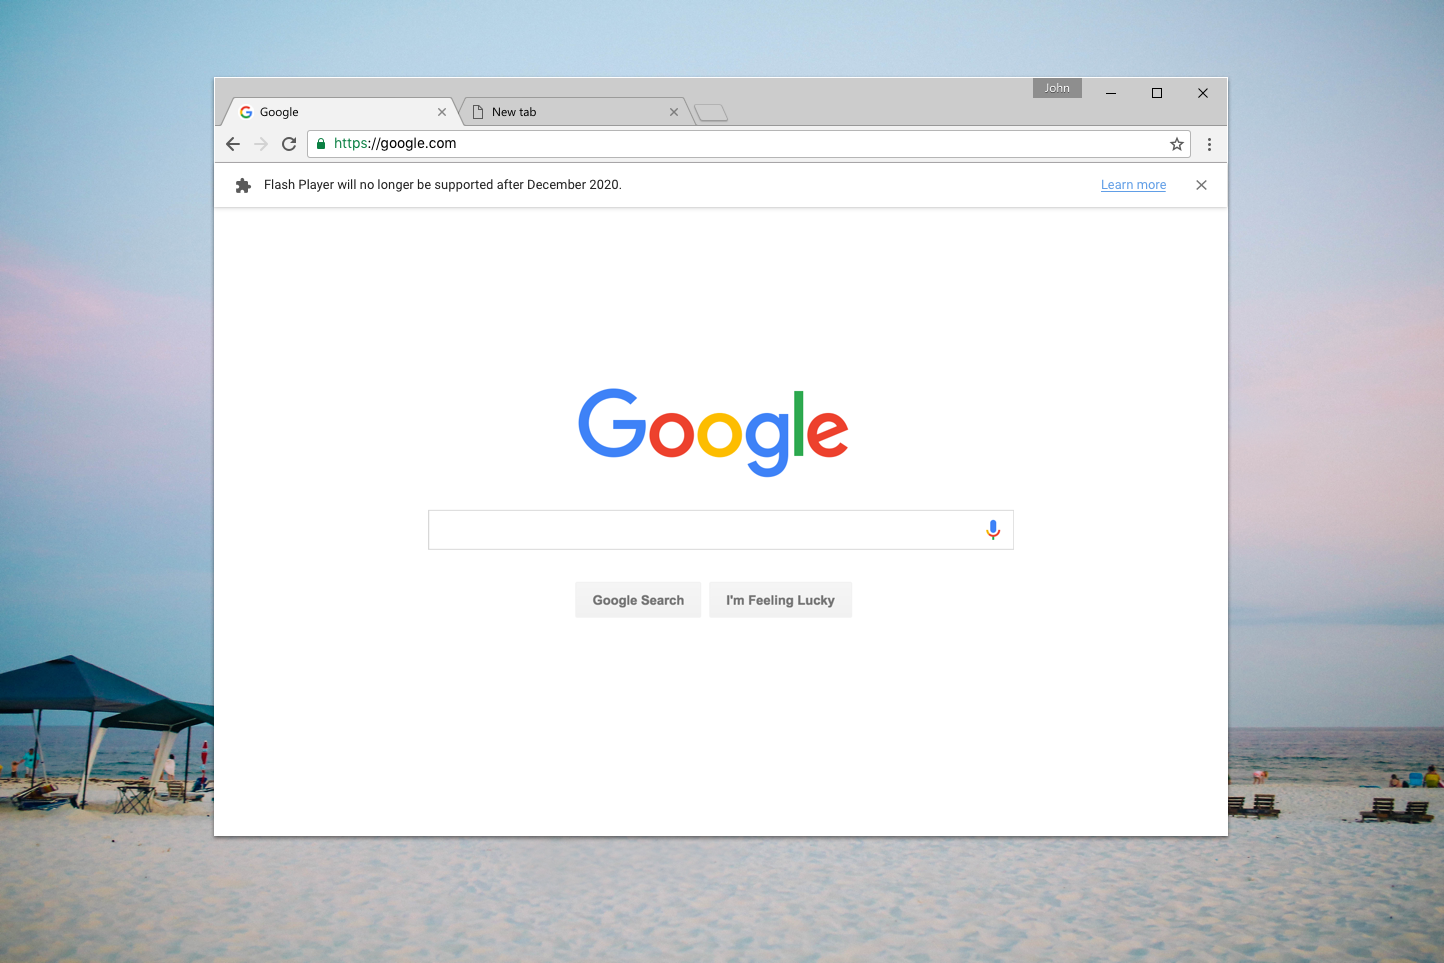 John
Google
New tab
https://google.com
Flash Player will no longer be supported after December 2020.
Learn more
Google
Google Search
I'm Feeling Lucky